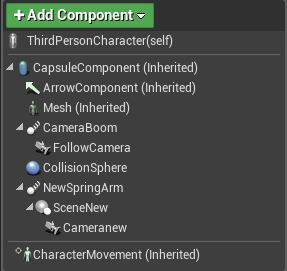 + Add Component
ThirdPersonCharacter(self)
CapsuleComponent (Inherited)
ArrowComponent (Inherited)
Mesh (Inherited)
CameraBoom
FollowCamera
CollisionSphere
NewSpringArm
SceneNew
Cameranew
CharacterMovement (Inherited)